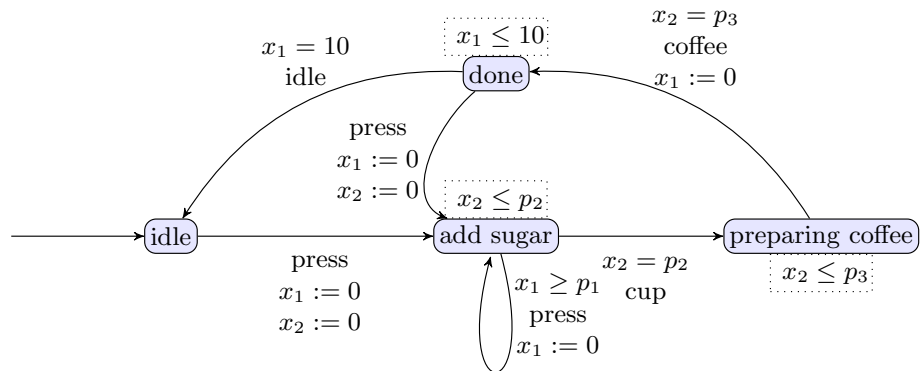 x₁ ≤ 10
done
x₁ = 10
idle
x₂ = p₃
coffee
x₁ := 0
press
x₁ := 0
x₂ := 0
x₂ ≤ p₂
idle
add sugar
preparing coffee
x₂ ≤ p₃
press
x₁ := 0
x₂ := 0
x₁ ≥ p₁
press
x₁ := 0
x₂ = p₂
cup